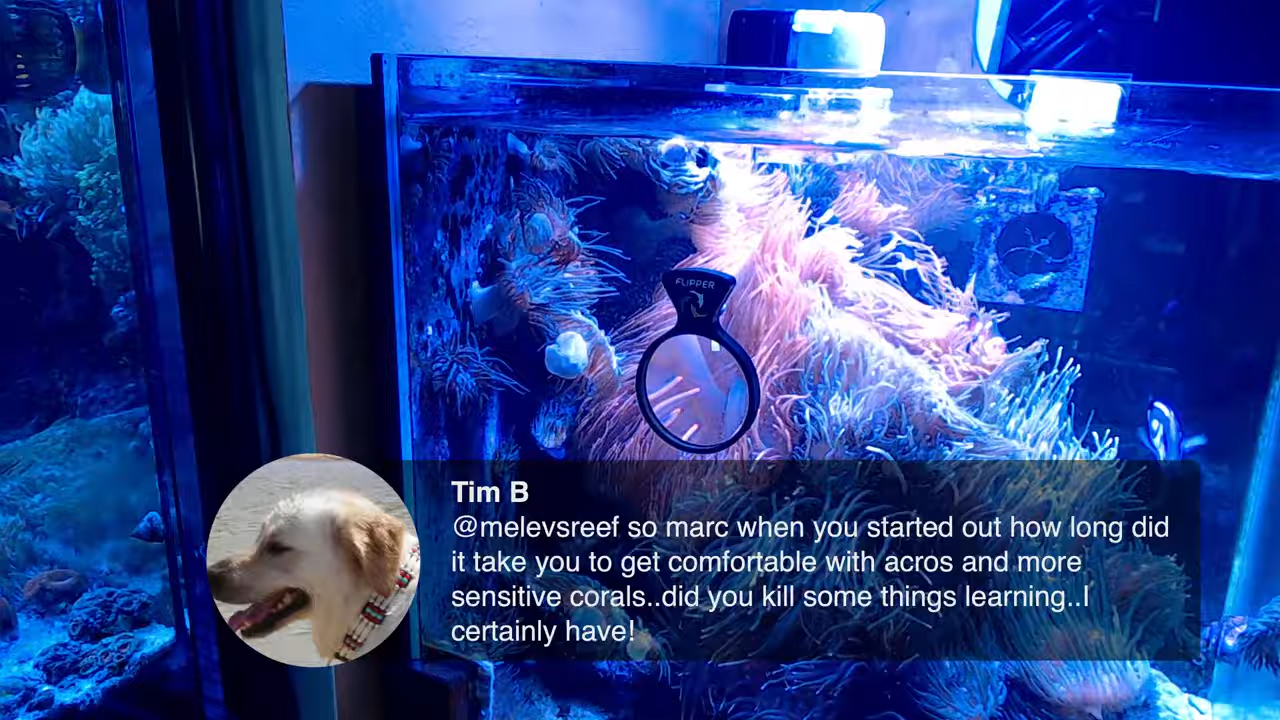 FLIPPER
Tim B
@melevsreef so marc when you started out how long did
it take you to get comfortable with acros and more
sensitive corals..did you kill some things learning..I
certainly have!